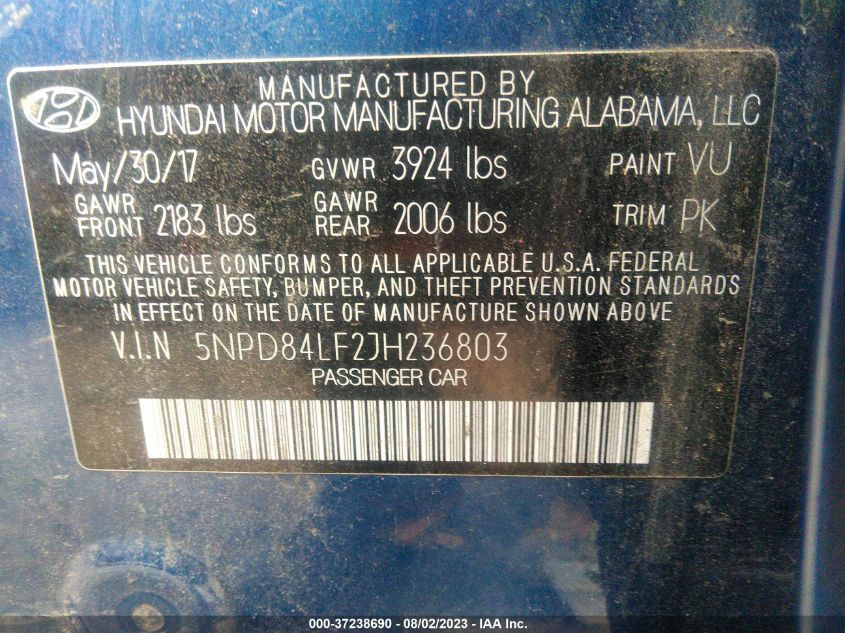 MANUFACTURED BY
HYUNDAI MOTOR MANUFACTURING ALABAMA, LLC
May/30/17 GVWR 3924 lbs PAINT VU
GAWR FRONT 2183 lbs GAWR REAR 2006 lbs TRIM PK
THIS VEHICLE CONFORMS TO ALL APPLICABLE U.S.A. FEDERAL
MOTOR VEHICLE SAFETY, BUMPER, AND THEFT PREVENTION STANDARDS
IN EFFECT ON THE DATE OF MANUFACTURE SHOWN ABOVE
V.I.N 5NPD84LF2JH236803
PASSENGER CAR
000-37238690 - 08/02/2023 - IAA Inc.